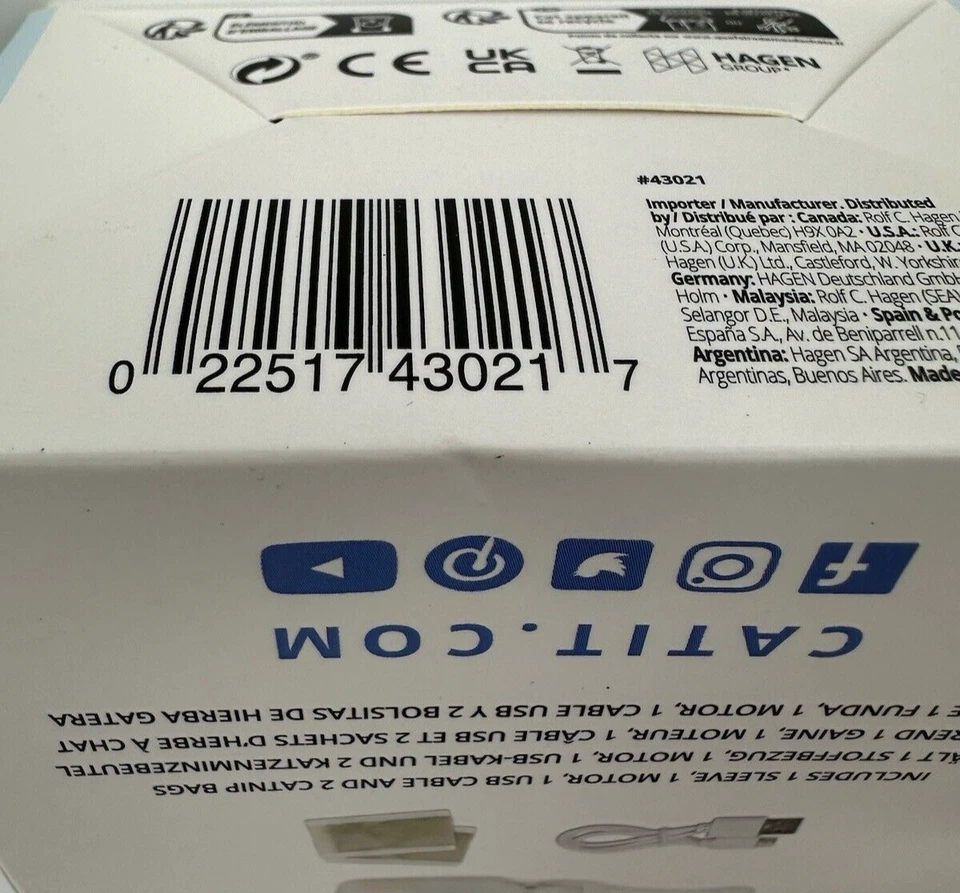 UK
CA
CE
HAGEN
GROUP
#43021
Importer / Manufacturer. Distributed
by / Distribué par : Canada: Rolf C. Hagen
Montréal (Quebec) H9X 0A2 · U.S.A.: Rolf C
(U.S.A.) Corp., Mansfield, MA 02048 · U.K.:
Hagen (U.K.) Ltd., Castleford, W. Yorkshir
Germany: HAGEN Deutschland GmbH
Holm · Malaysia: Rolf C. Hagen (SEA)
Selangor D.E., Malaysia · Spain & Po
España S.A., Av. de Beniparrell n.11
Argentina: Hagen SA Argentina,
Argentinas, Buenos Aires. Made
0 22517 43021 7
CATIT.COM
E 1 FUNDA, 1 MOTOR, 1 CABLE USB Y 2 BOLSITAS DE HIERBA GATERA
REND 1 GAINE, 1 MOTEUR, 1 CÂBLE USB ET 2 SACHETS D'HERBE À CHAT
ÄLT 1 STOFFBEZUG, 1 MOTOR, 1 USB-KABEL UND 2 KATZENMINZEBEUTEL
INCLUDES 1 SLEEVE, 1 MOTOR, 1 USB CABLE AND 2 CATNIP BAGS